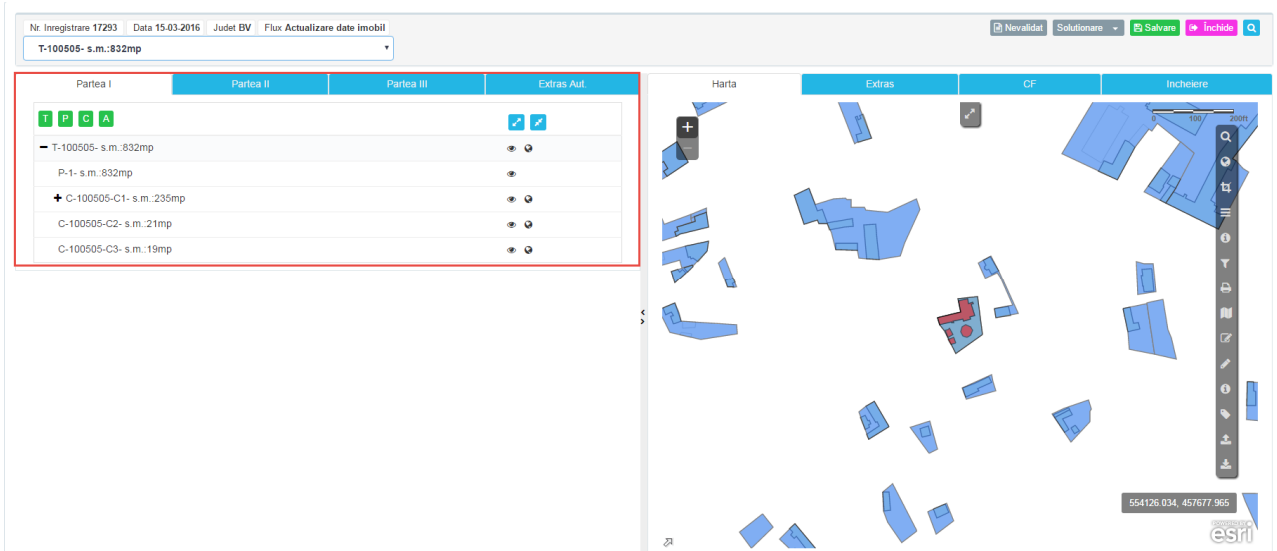 Nr. Inregistrare 17293 Data 15-03-2016 Judet BV Flux Actualizare date imobil
Nevalidat Solutionare Salvare Închide
T-100505- s.m.:832mp
Partea I Partea II Partea III Extras Aut.
Harta Extras CF Incheiere
T P C A
T-100505- s.m.:832mp
P-1- s.m.:832mp
C-100505-C1- s.m.:235mp
C-100505-C2- s.m.:21mp
C-100505-C3- s.m.:19mp
0 100 200ft
554126.034, 457677.965
POWERED BY
esri